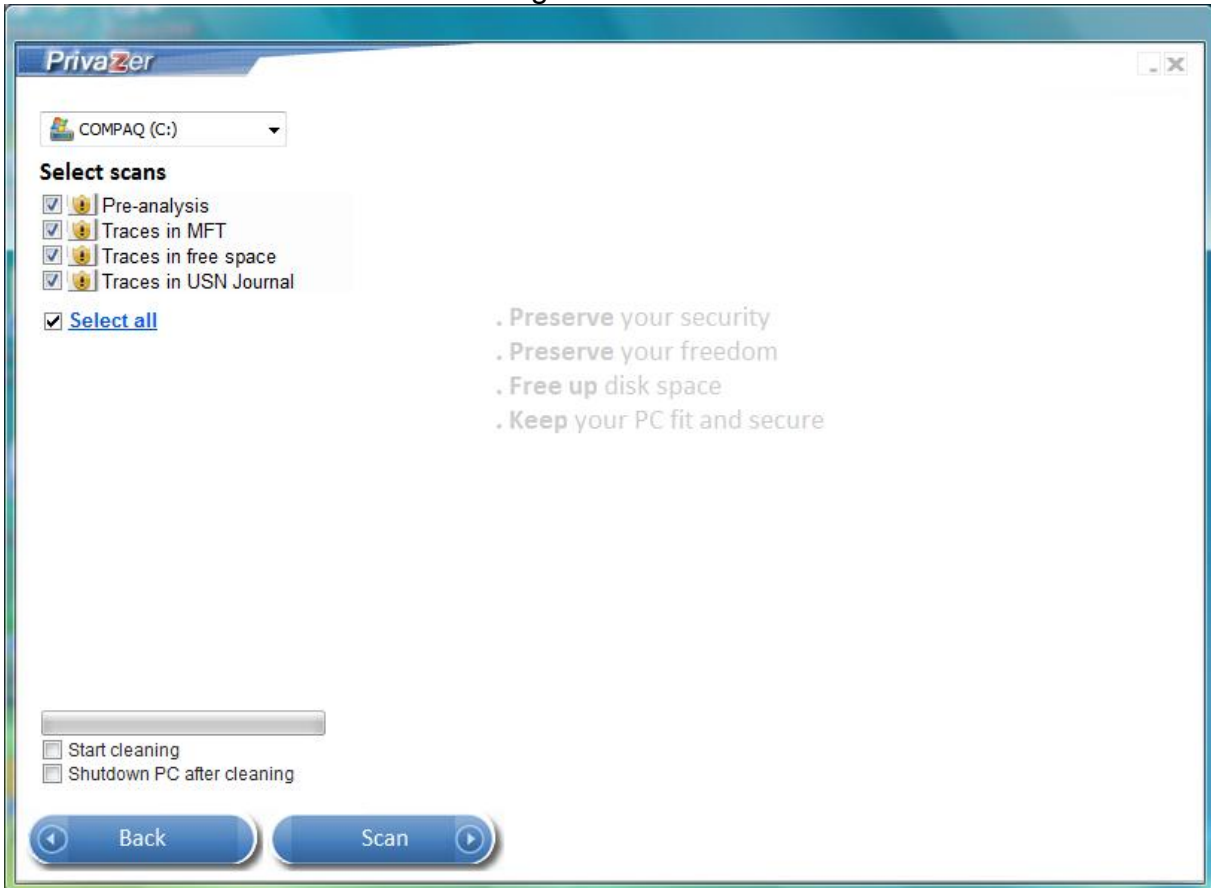 PrivaZer
COMPAQ (C:)
Select scans
Pre-analysis
Traces in MFT
Traces in free space
Traces in USN Journal
Select all
. Preserve your security
. Preserve your freedom
. Free up disk space
. Keep your PC fit and secure
Start cleaning
Shutdown PC after cleaning
Back
Scan